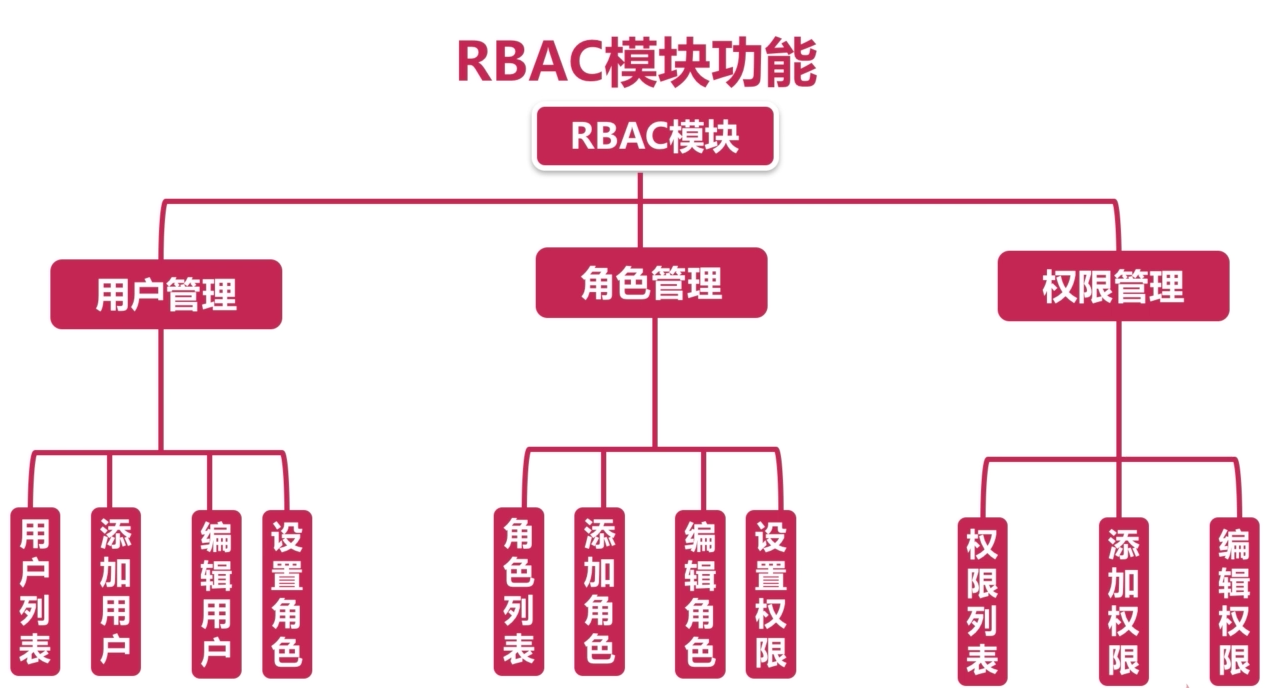 RBAC模块功能
RBAC模块
用户管理
角色管理
权限管理
用户列表
添加用户
编辑用户
设置角色
角色列表
添加角色
编辑角色
设置权限
权限列表
添加权限
编辑权限